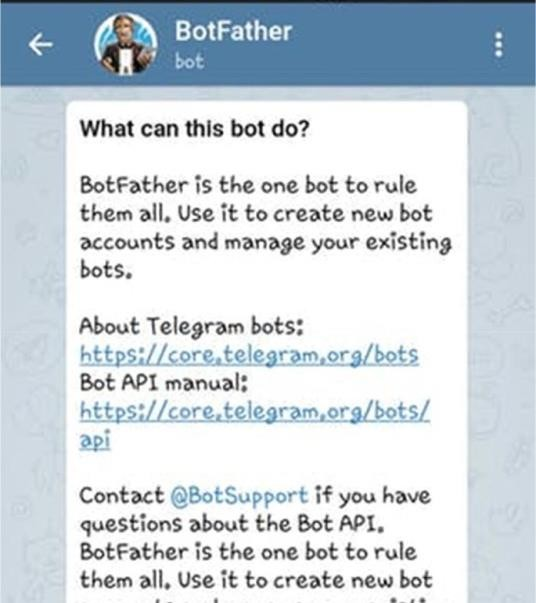 BotFather
bot
What can this bot do?
BotFather is the one bot to rule
them all. Use it to create new bot
accounts and manage your existing
bots.
About Telegram bots:
https://core.telegram.org/bots
Bot API manual:
https://core.telegram.org/bots/
api
Contact @BotSupport if you have
questions about the Bot API.
BotFather is the one bot to rule
them all. Use it to create new bot